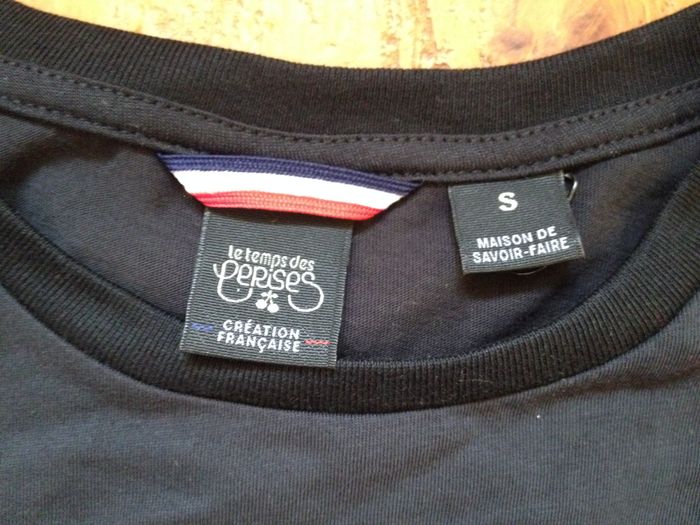 le temps des
cerises
CRÉATION
FRANÇAISE
S
MAISON DE
SAVOIR-FAIRE